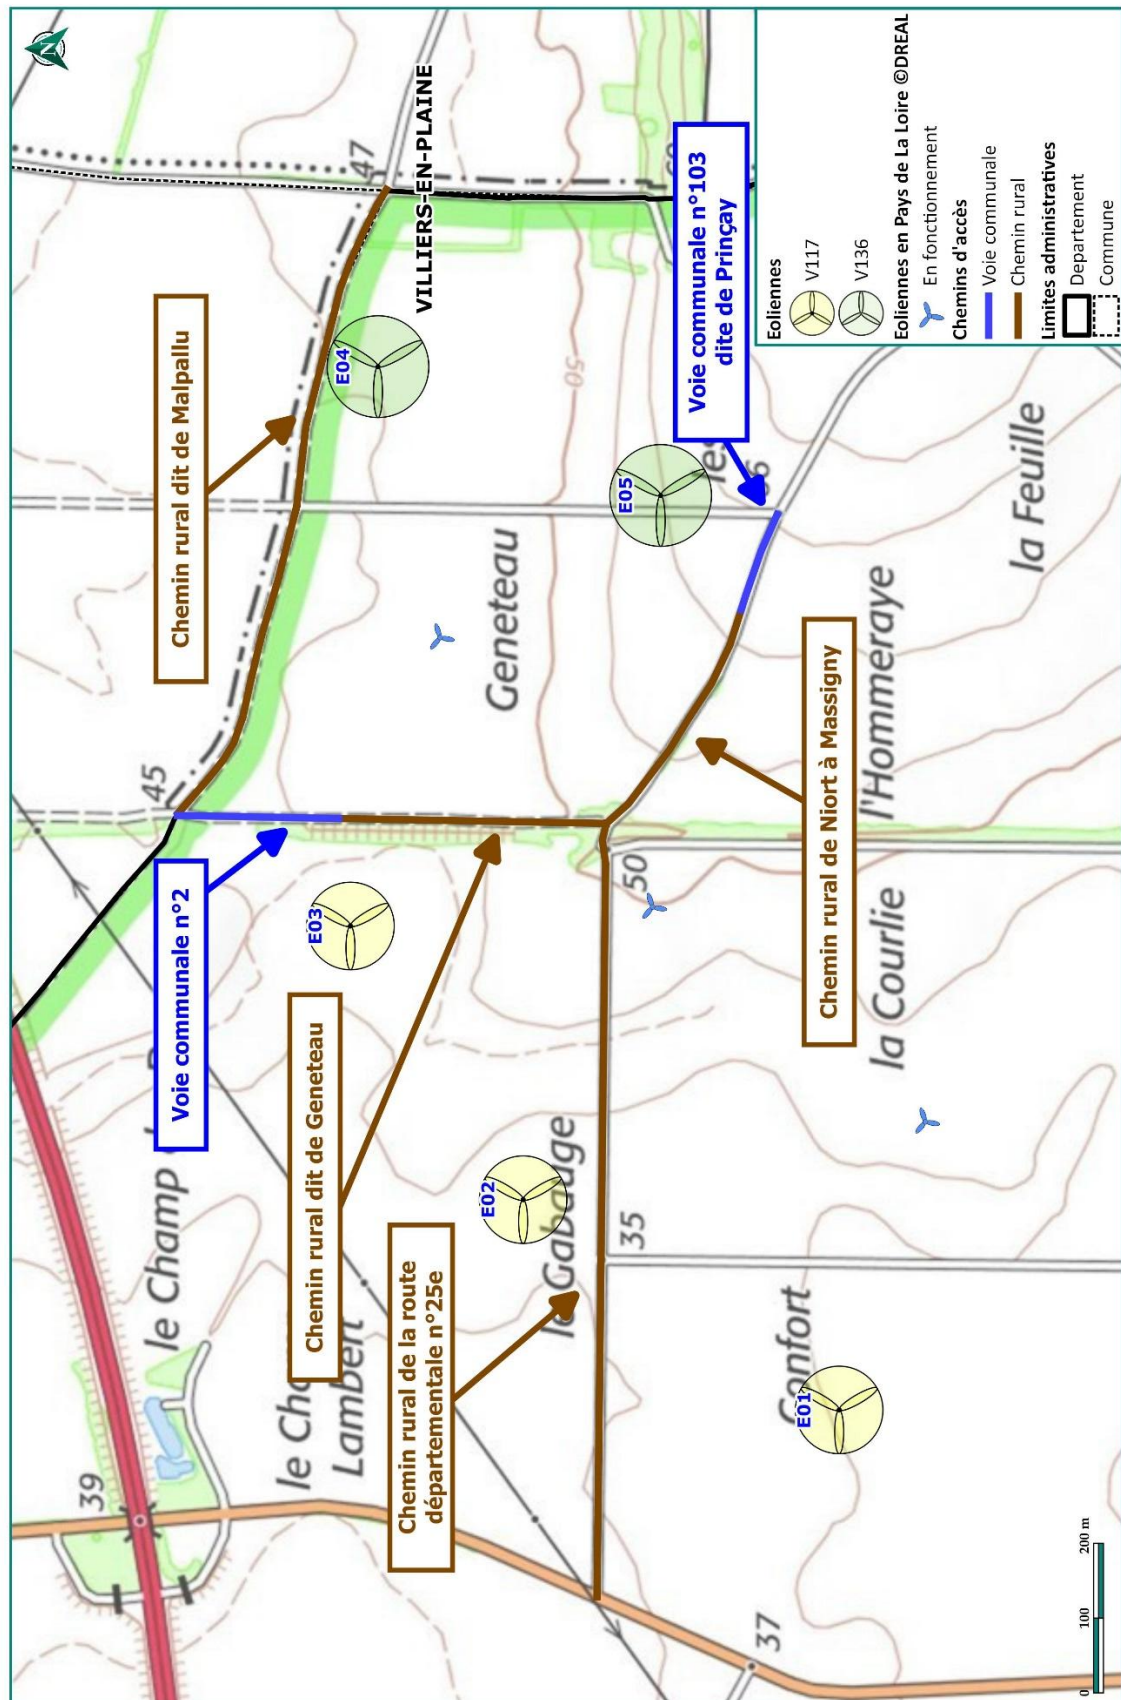 N
39
45
47
le Champ
Voie communale n°2
Chemin rural dit de Malpallu
Lambert
Chemin rural dit de Geneteau
E03
E04
VILLIERS-EN-PLAINE
Chemin rural de la route
départementale n°25e
E02
Geneteau
le Gabauge
50
35
50
E05
37
Voie communale n°103
dite de Prinçay
E01
Confort
Chemin rural de Niort à Massigny
la Courlie
l'Hommeraye
la Feuille
Eoliennes
V117
V136
Eoliennes en Pays de La Loire ©DREAL
En fonctionnement
Chemins d'accès
Voie communale
Chemin rural
Limites administratives
Departement
Commune
0 100 200 m